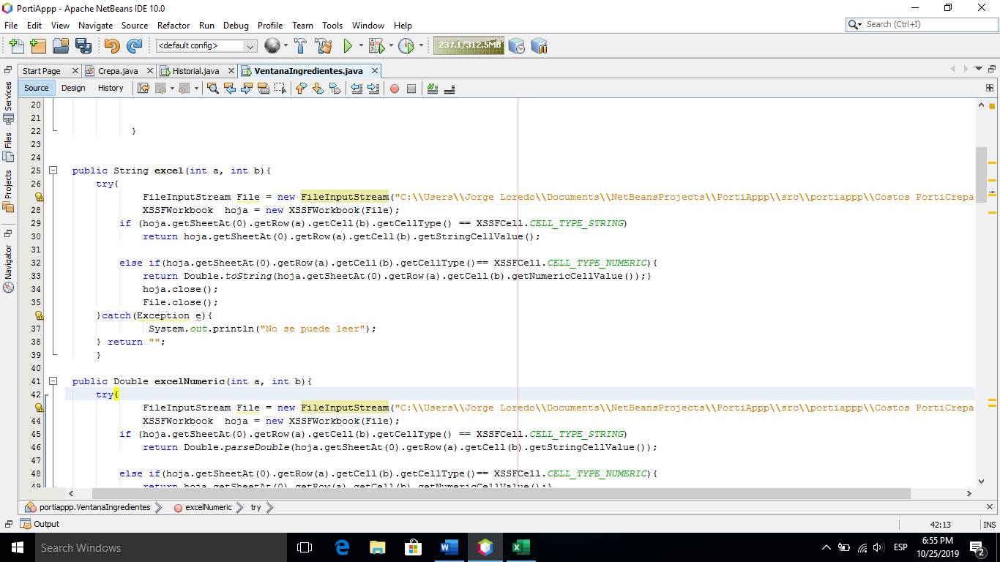 PortiAppp - Apache NetBeans IDE 10.0
File Edit View Navigate Source Refactor Run Debug Profile Team Tools Window Help
Search (Ctrl+I)
<default config>
237.1/312.5MB
Start Page Crepa.java Historial.java VentanaIngredientes.java
Source Design History
Services
Files
Projects
Navigator
20
21
22 }
23
24
25 public String excel(int a, int b){
26 try{
FileInputStream File = new FileInputStream("C:\\Users\\Jorge Loredo\\Documents\\NetBeansProjects\\PortiAppp\\src\\portiappp\\Costos PortiCrepa
28 XSSFWorkbook  hoja = new XSSFWorkbook(File);
29 if (hoja.getSheetAt(0).getRow(a).getCell(b).getCellType() == XSSFCell.CELL_TYPE_STRING)
30 return hoja.getSheetAt(0).getRow(a).getCell(b).getStringCellValue();
31
32 else if(hoja.getSheetAt(0).getRow(a).getCell(b).getCellType()== XSSFCell.CELL_TYPE_NUMERIC){
33 return Double.toString(hoja.getSheetAt(0).getRow(a).getCell(b).getNumericCellValue());}
34 hoja.close();
35 File.close();
}catch(Exception e){
37 System.out.println("No se puede leer");
38 } return "";
39 }
40
41 public Double excelNumeric(int a, int b){
42 try{
FileInputStream File = new FileInputStream("C:\\Users\\Jorge Loredo\\Documents\\NetBeansProjects\\PortiAppp\\src\\portiappp\\Costos PortiCrepa
44 XSSFWorkbook  hoja = new XSSFWorkbook(File);
45 if (hoja.getSheetAt(0).getRow(a).getCell(b).getCellType() == XSSFCell.CELL_TYPE_STRING)
46 return Double.parseDouble(hoja.getSheetAt(0).getRow(a).getCell(b).getStringCellValue());
47
48 else if(hoja.getSheetAt(0).getRow(a).getCell(b).getCellType()== XSSFCell.CELL_TYPE_NUMERIC){
49 return hoja.getSheetAt(0).getRow(a).getCell(b).getNumericCellValue();}
portiappp.VentanaIngredientes excelNumeric try
Output
42:13 INS
Search Windows
ESP
6:55 PM
10/25/2019
2